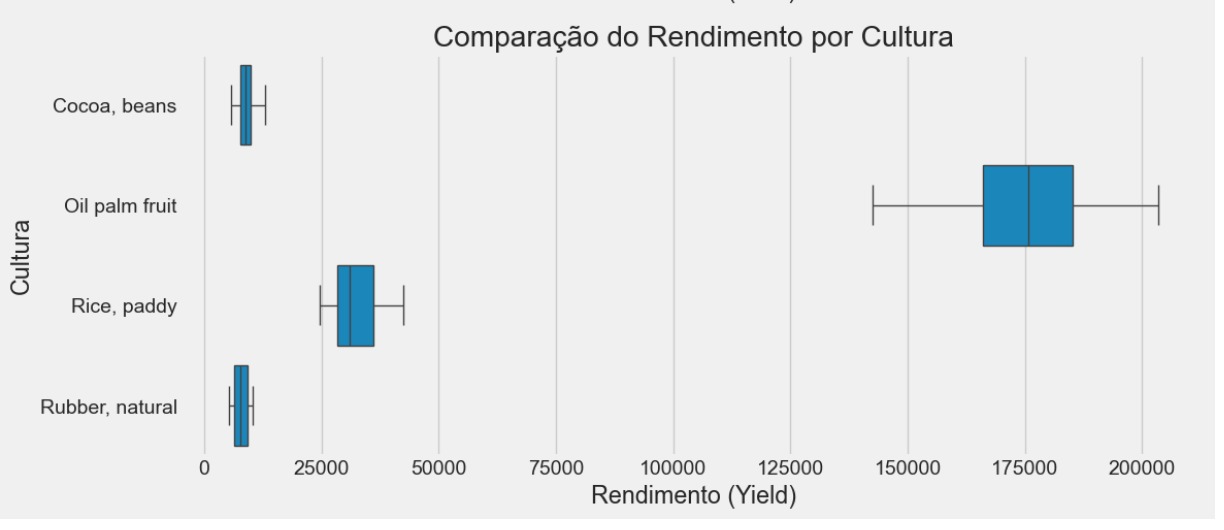 Comparação do Rendimento por Cultura
Cocoa, beans
Oil palm fruit
Rice, paddy
Rubber, natural
Cultura
0 25000 50000 75000 100000 125000 150000 175000 200000
Rendimento (Yield)